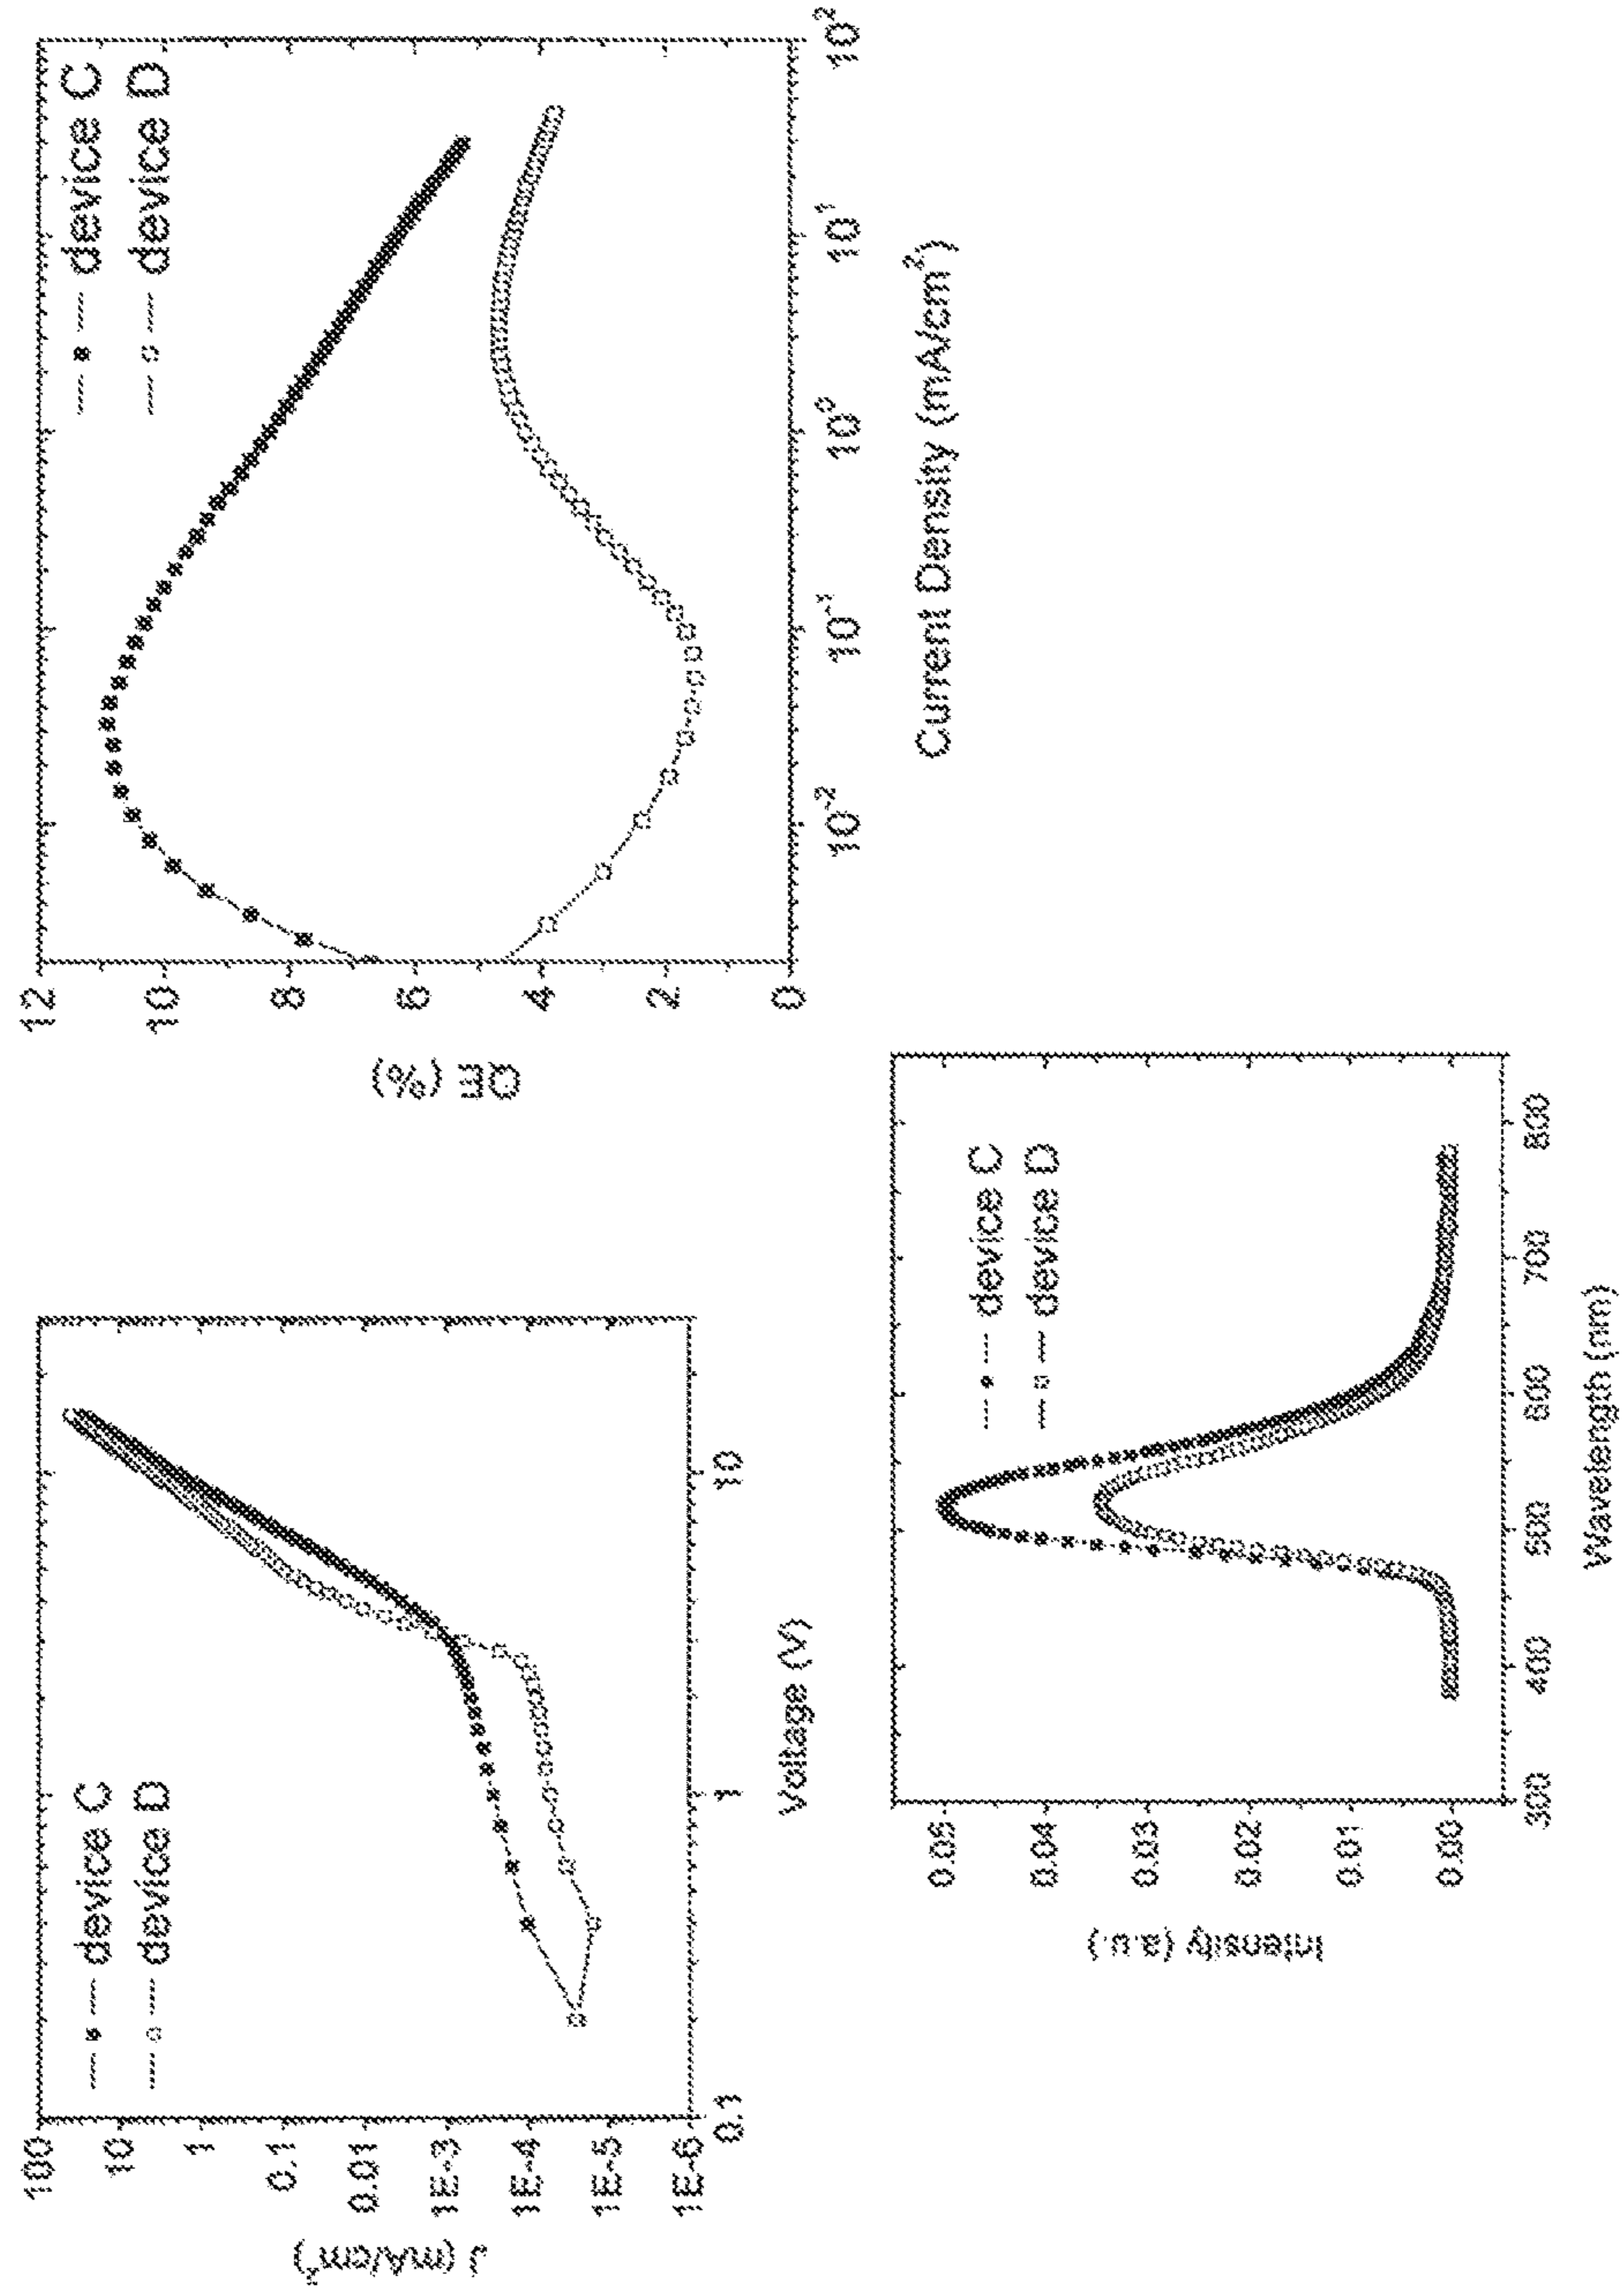 100
10
1
0.1
0.01
1E-3
1E-4
1E-5
1E-6
J (mA/cm²)
device C
device D
0.1
1
10
Voltage (V)
12
10
8
6
4
2
0
QE (%)
device C
device D
10⁻²
10⁻¹
10⁰
10¹
10²
Current Density (mA/cm²)
0.05
0.04
0.03
0.02
0.01
0.00
Intensity (a.u.)
device C
device D
300
400
500
600
700
800
Wavelength (nm)